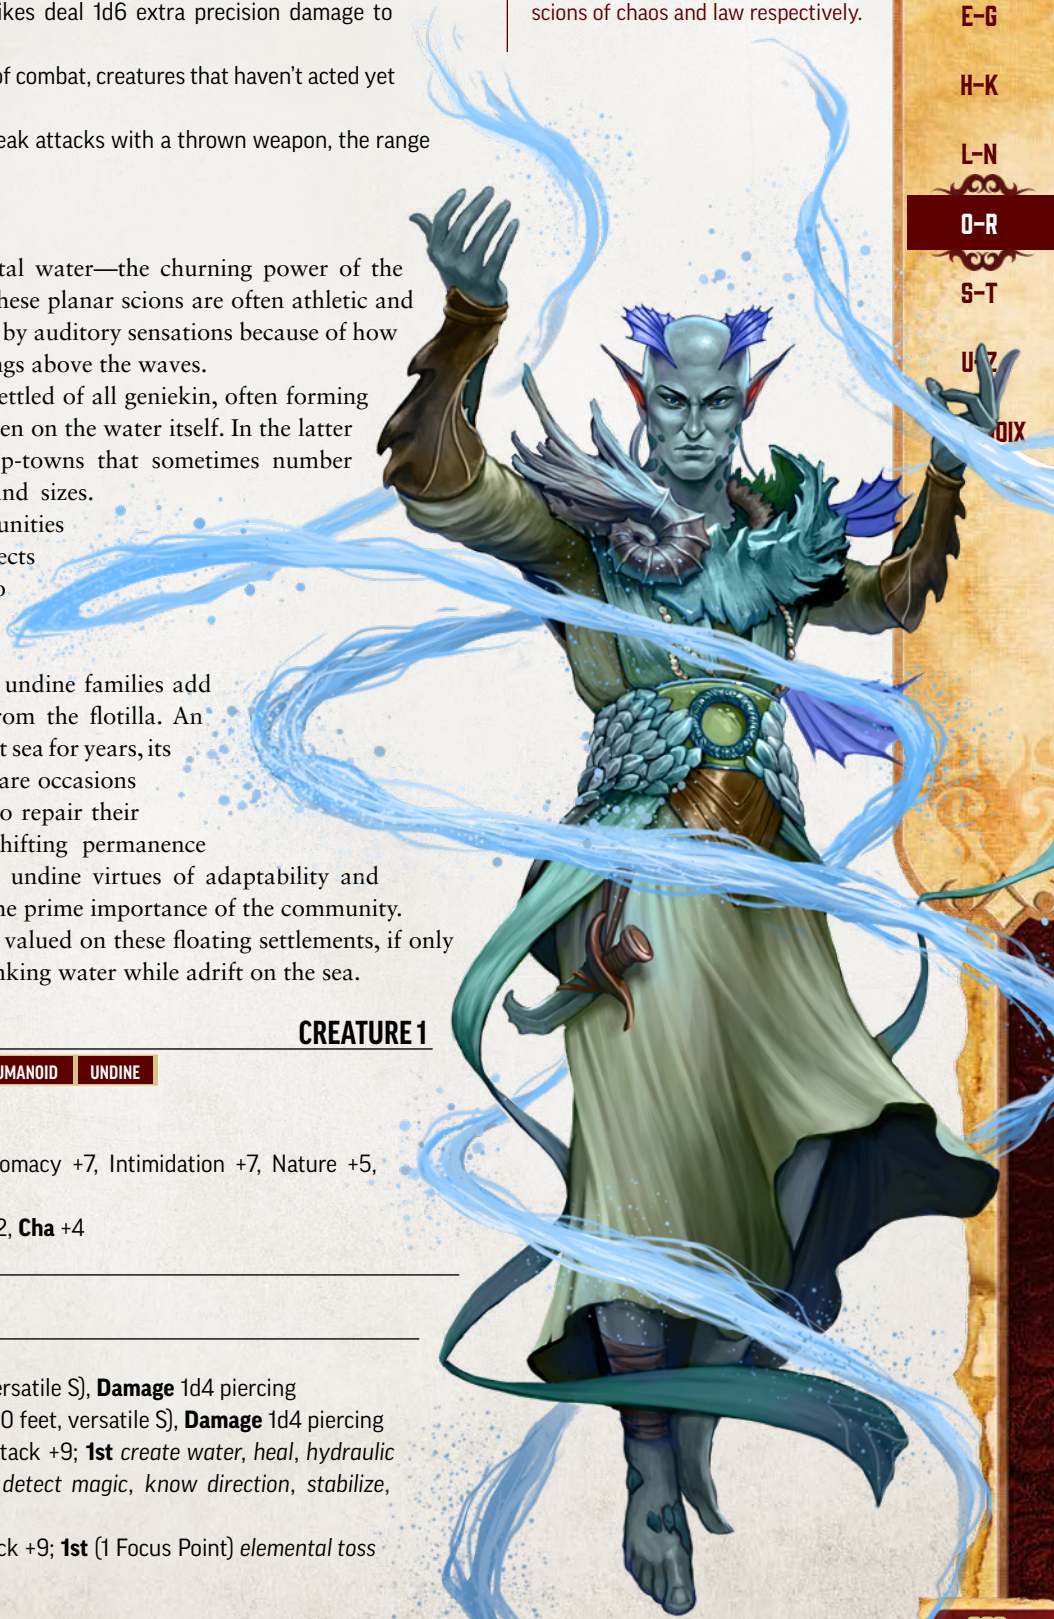 ikes deal 1d6 extra precision damage to
of combat, creatures that haven't acted yet
eak attacks with a thrown weapon, the range
tal water—the churning power of the
hese planar scions are often athletic and
by auditory sensations because of how
ngs above the waves.
ettled of all geniekin, often forming
en on the water itself. In the latter
p-towns that sometimes number
and sizes.
unities
ects
o
undine families add
rom the flotilla. An
t sea for years, its
are occasions
o repair their
hifting permanence
undine virtues of adaptability and
he prime importance of the community.
valued on these floating settlements, if only
nking water while adrift on the sea.
CREATURE 1
UMANOID UNDINE
omacy +7, Intimidation +7, Nature +5,
2, Cha +4
ersatile S), Damage 1d4 piercing
0 feet, versatile S), Damage 1d4 piercing
tack +9; 1st create water, heal, hydraulic
detect magic, know direction, stabilize,
ck +9; 1st (1 Focus Point) elemental toss
scions of chaos and law respectively.
E–G
H–K
L–N
O–R
S–T
U–Z
DIX